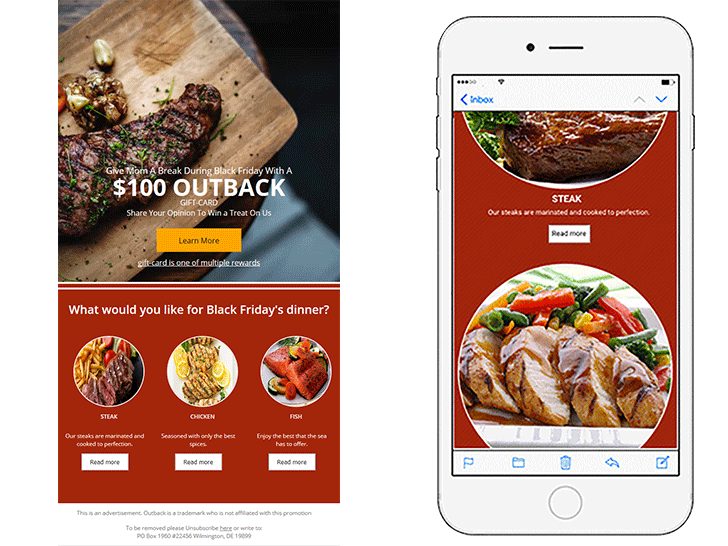 Give Mom A Break During Black Friday With A
$100 OUTBACK
GIFT-CARD
Share Your Opinion To Win a Treat On Us
Learn More
gift-card is one of multiple rewards
What would you like for Black Friday's dinner?
STEAK
Our steaks are marinated and
cooked to perfection.
Read more
CHICKEN
Seasoned with only the best
spices.
Read more
FISH
Enjoy the best that the sea
has to offer.
Read more
This is an advertisement. Outback is a trademark who is not affiliated with this promotion
To be removed please Unsubscribe here or write to:
PO Box 1950 #22456 Wilmington, DE 19899
Inbox
STEAK
Our steaks are marinated and cooked to perfection.
Read more